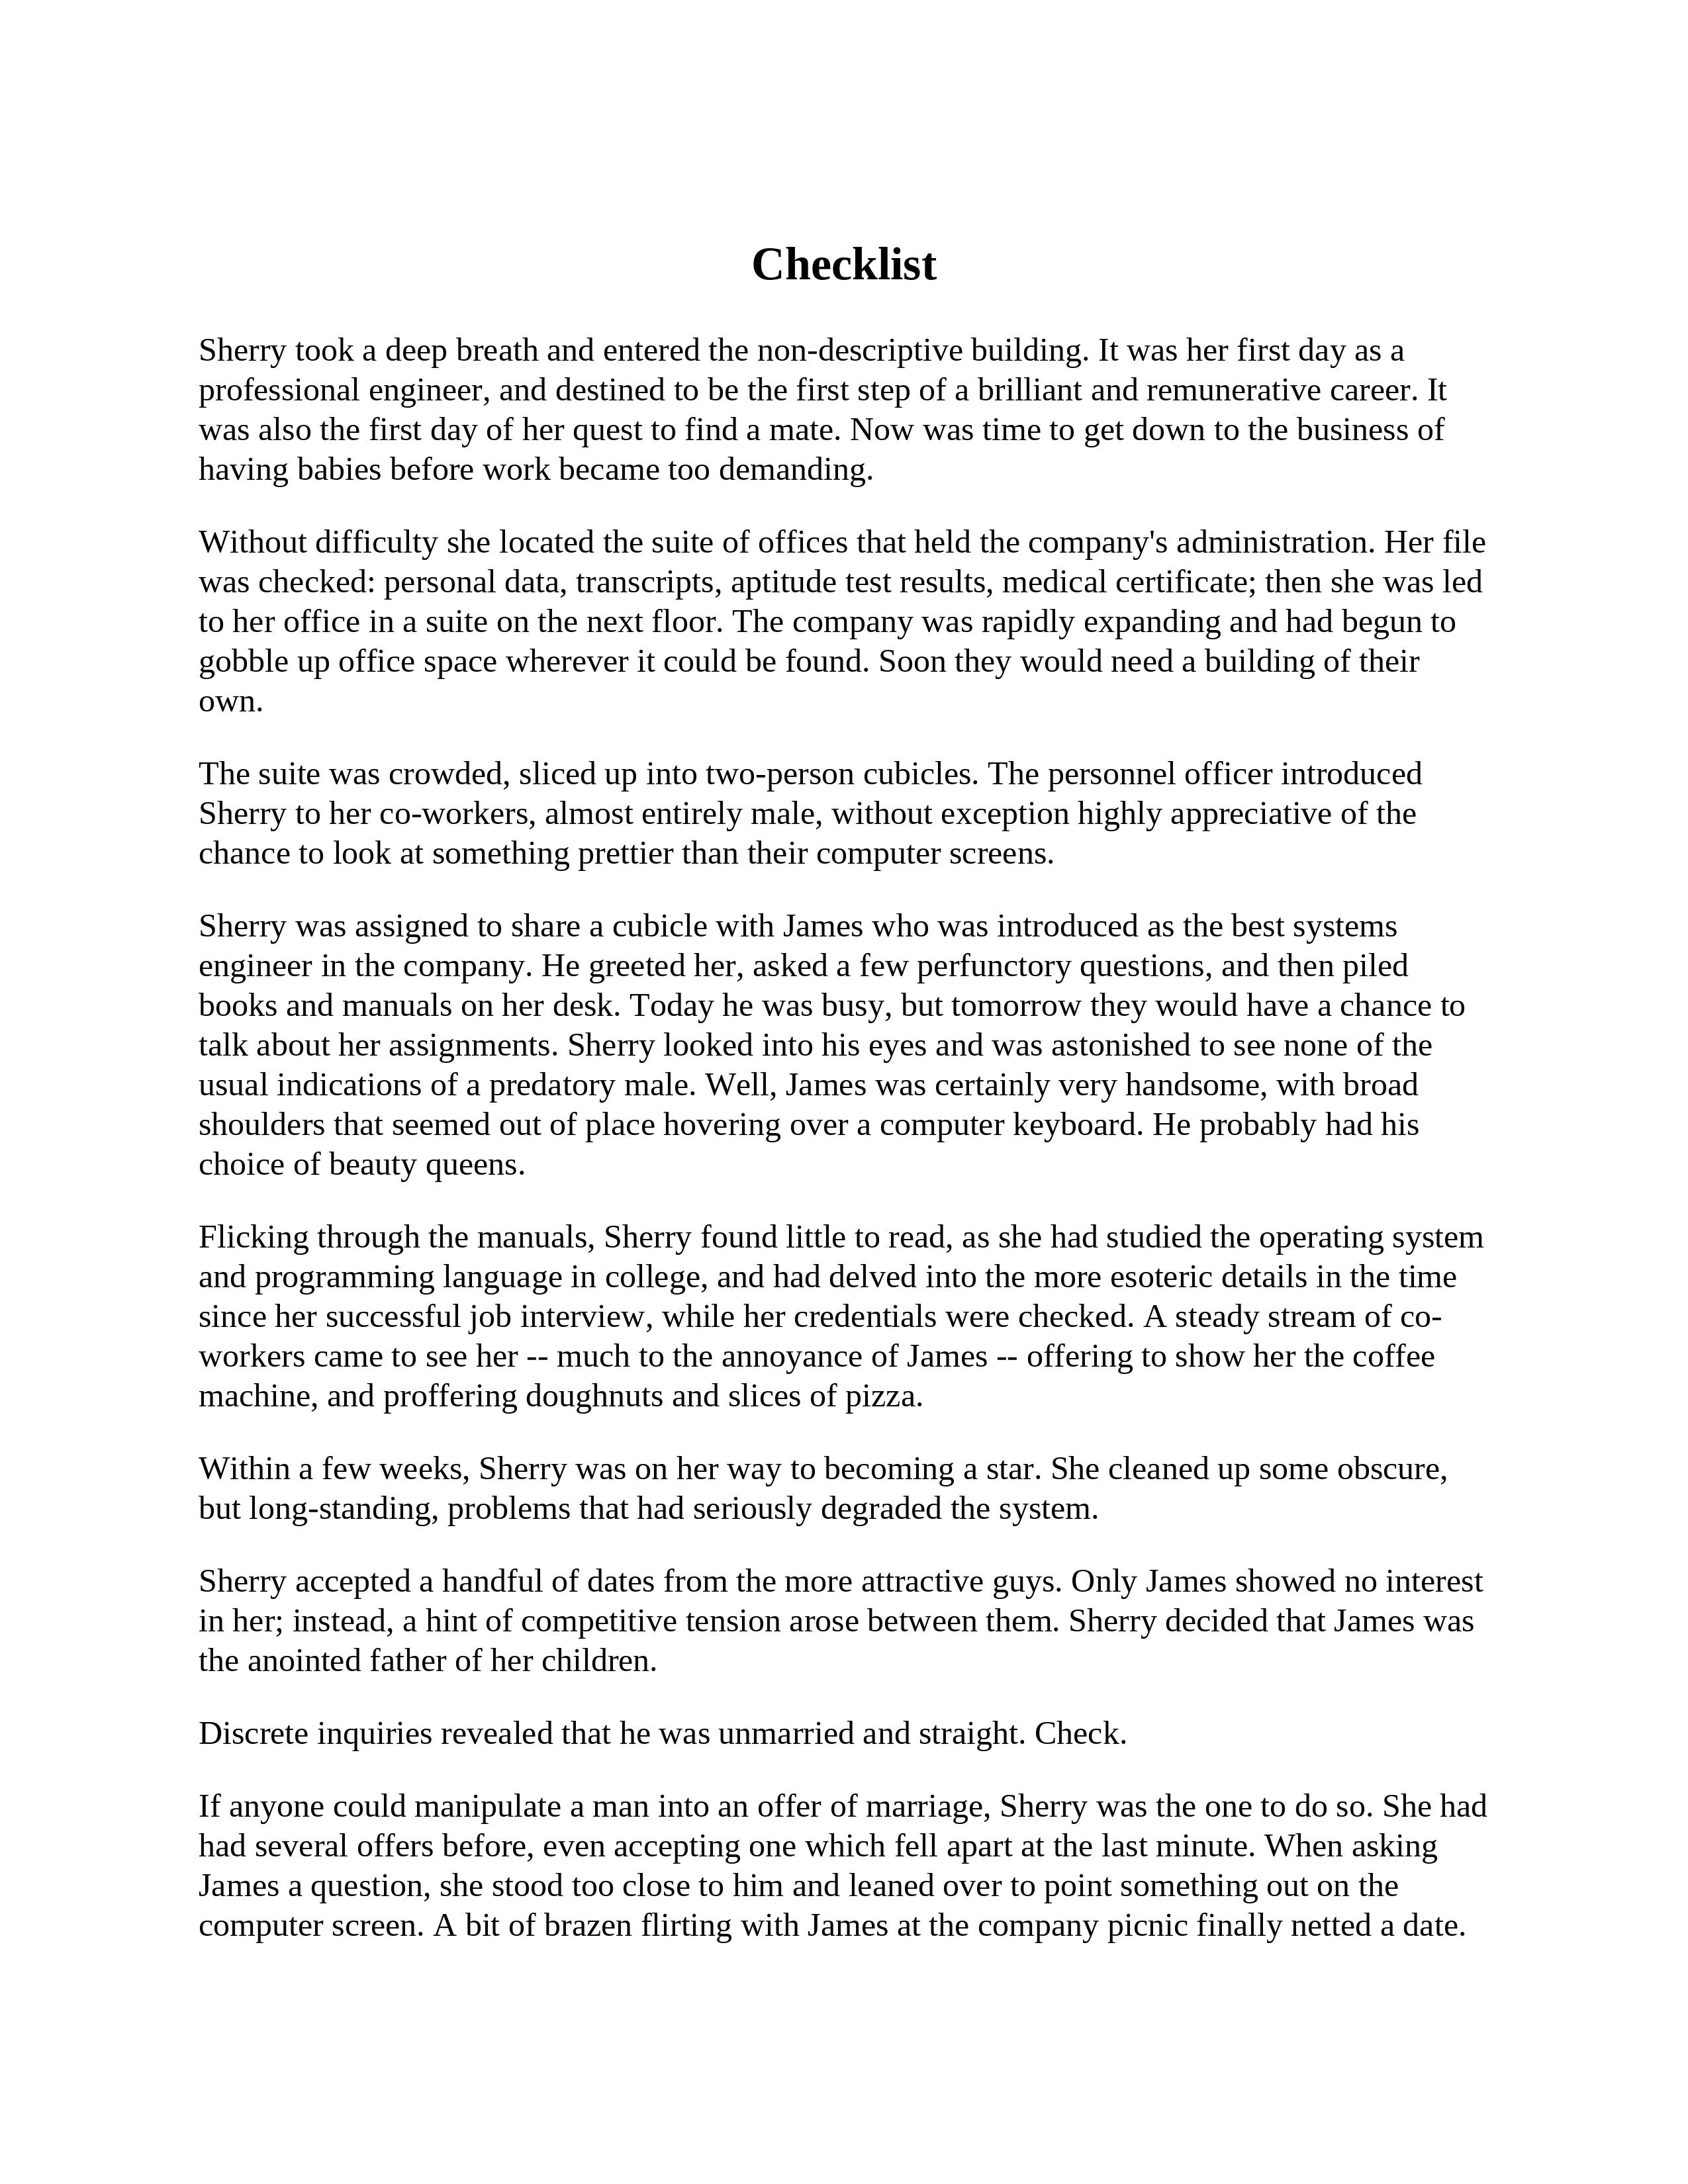 Checklist
Sherry took a deep breath and entered the non-descriptive building. It was her first day as a
professional engineer, and destined to be the first step of a brilliant and remunerative career. It
was also the first day of her quest to find a mate. Now was time to get down to the business of
having babies before work became too demanding.
Without difficulty she located the suite of offices that held the company's administration. Her file
was checked: personal data, transcripts, aptitude test results, medical certificate; then she was led
to her office in a suite on the next floor. The company was rapidly expanding and had begun to
gobble up office space wherever it could be found. Soon they would need a building of their
own.
The suite was crowded, sliced up into two-person cubicles. The personnel officer introduced
Sherry to her co-workers, almost entirely male, without exception highly appreciative of the
chance to look at something prettier than their computer screens.
Sherry was assigned to share a cubicle with James who was introduced as the best systems
engineer in the company. He greeted her, asked a few perfunctory questions, and then piled
books and manuals on her desk. Today he was busy, but tomorrow they would have a chance to
talk about her assignments. Sherry looked into his eyes and was astonished to see none of the
usual indications of a predatory male. Well, James was certainly very handsome, with broad
shoulders that seemed out of place hovering over a computer keyboard. He probably had his
choice of beauty queens.
Flicking through the manuals, Sherry found little to read, as she had studied the operating system
and programming language in college, and had delved into the more esoteric details in the time
since her successful job interview, while her credentials were checked. A steady stream of co-
workers came to see her -- much to the annoyance of James -- offering to show her the coffee
machine, and proffering doughnuts and slices of pizza.
Within a few weeks, Sherry was on her way to becoming a star. She cleaned up some obscure,
but long-standing, problems that had seriously degraded the system.
Sherry accepted a handful of dates from the more attractive guys. Only James showed no interest
in her; instead, a hint of competitive tension arose between them. Sherry decided that James was
the anointed father of her children.
Discrete inquiries revealed that he was unmarried and straight. Check.
If anyone could manipulate a man into an offer of marriage, Sherry was the one to do so. She had
had several offers before, even accepting one which fell apart at the last minute. When asking
James a question, she stood too close to him and leaned over to point something out on the
computer screen. A bit of brazen flirting with James at the company picnic finally netted a date.